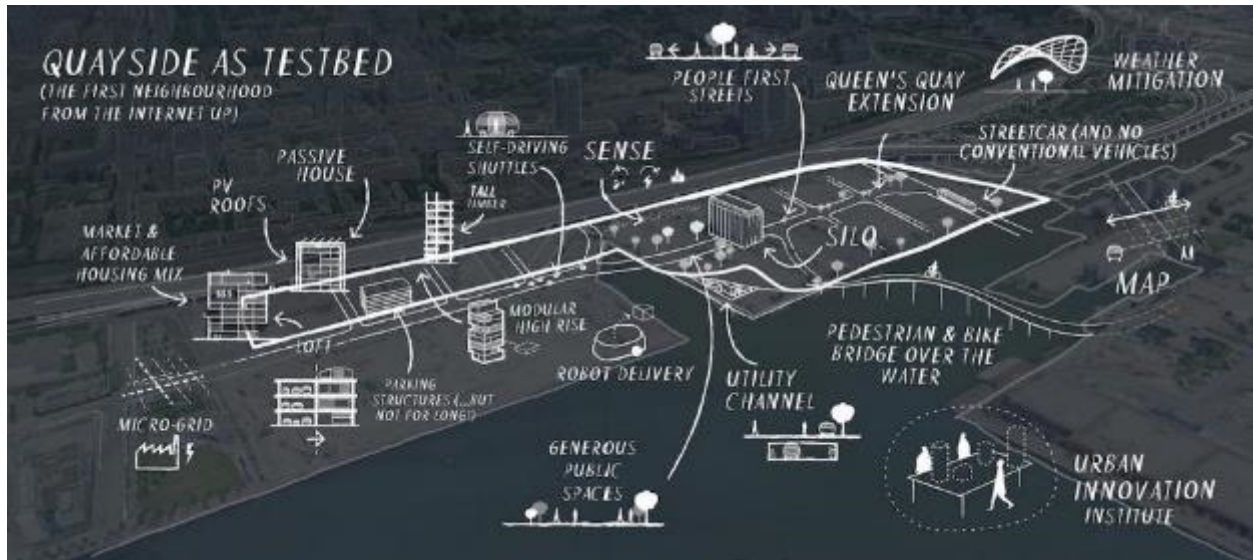 QUAYSIDE AS TESTBED
(THE FIRST NEIGHBOURHOOD
FROM THE INTERNET UP)
PEOPLE FIRST
STREETS
QUEEN'S QUAY
EXTENSION
WEATHER
MITIGATION
STREETCAR (AND NO
CONVENTIONAL VEHICLES)
SELF-DRIVING
SHUTTLES
SENSE
PASSIVE
HOUSE
PV
ROOFS
TALL
TIMBER
MARKET &
AFFORDABLE
HOUSING MIX
SILO
MAP
LOFT
MODULAR
HIGH RISE
PARKING
STRUCTURES (...BUT
NOT FOR LONG!)
ROBOT DELIVERY
UTILITY
CHANNEL
PEDESTRIAN & BIKE
BRIDGE OVER THE
WATER
MICRO-GRID
GENEROUS
PUBLIC
SPACES
URBAN
INNOVATION
INSTITUTE